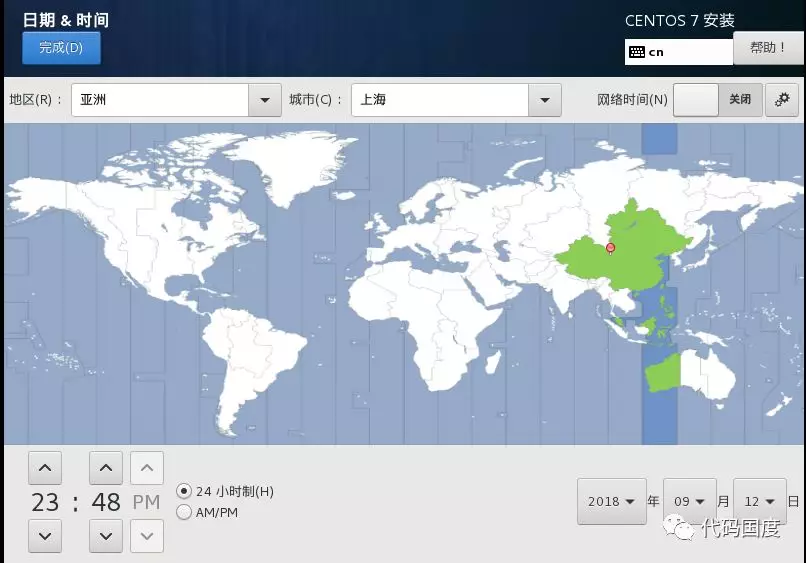 日期 & 时间
CENTOS 7 安装
完成(D)
cn
帮助！
地区(R)： 亚洲 城市(C)： 上海 网络时间(N) 关闭
23 : 48 PM
24 小时制(H)
AM/PM
2018 年 09 月 12 日
代码国度